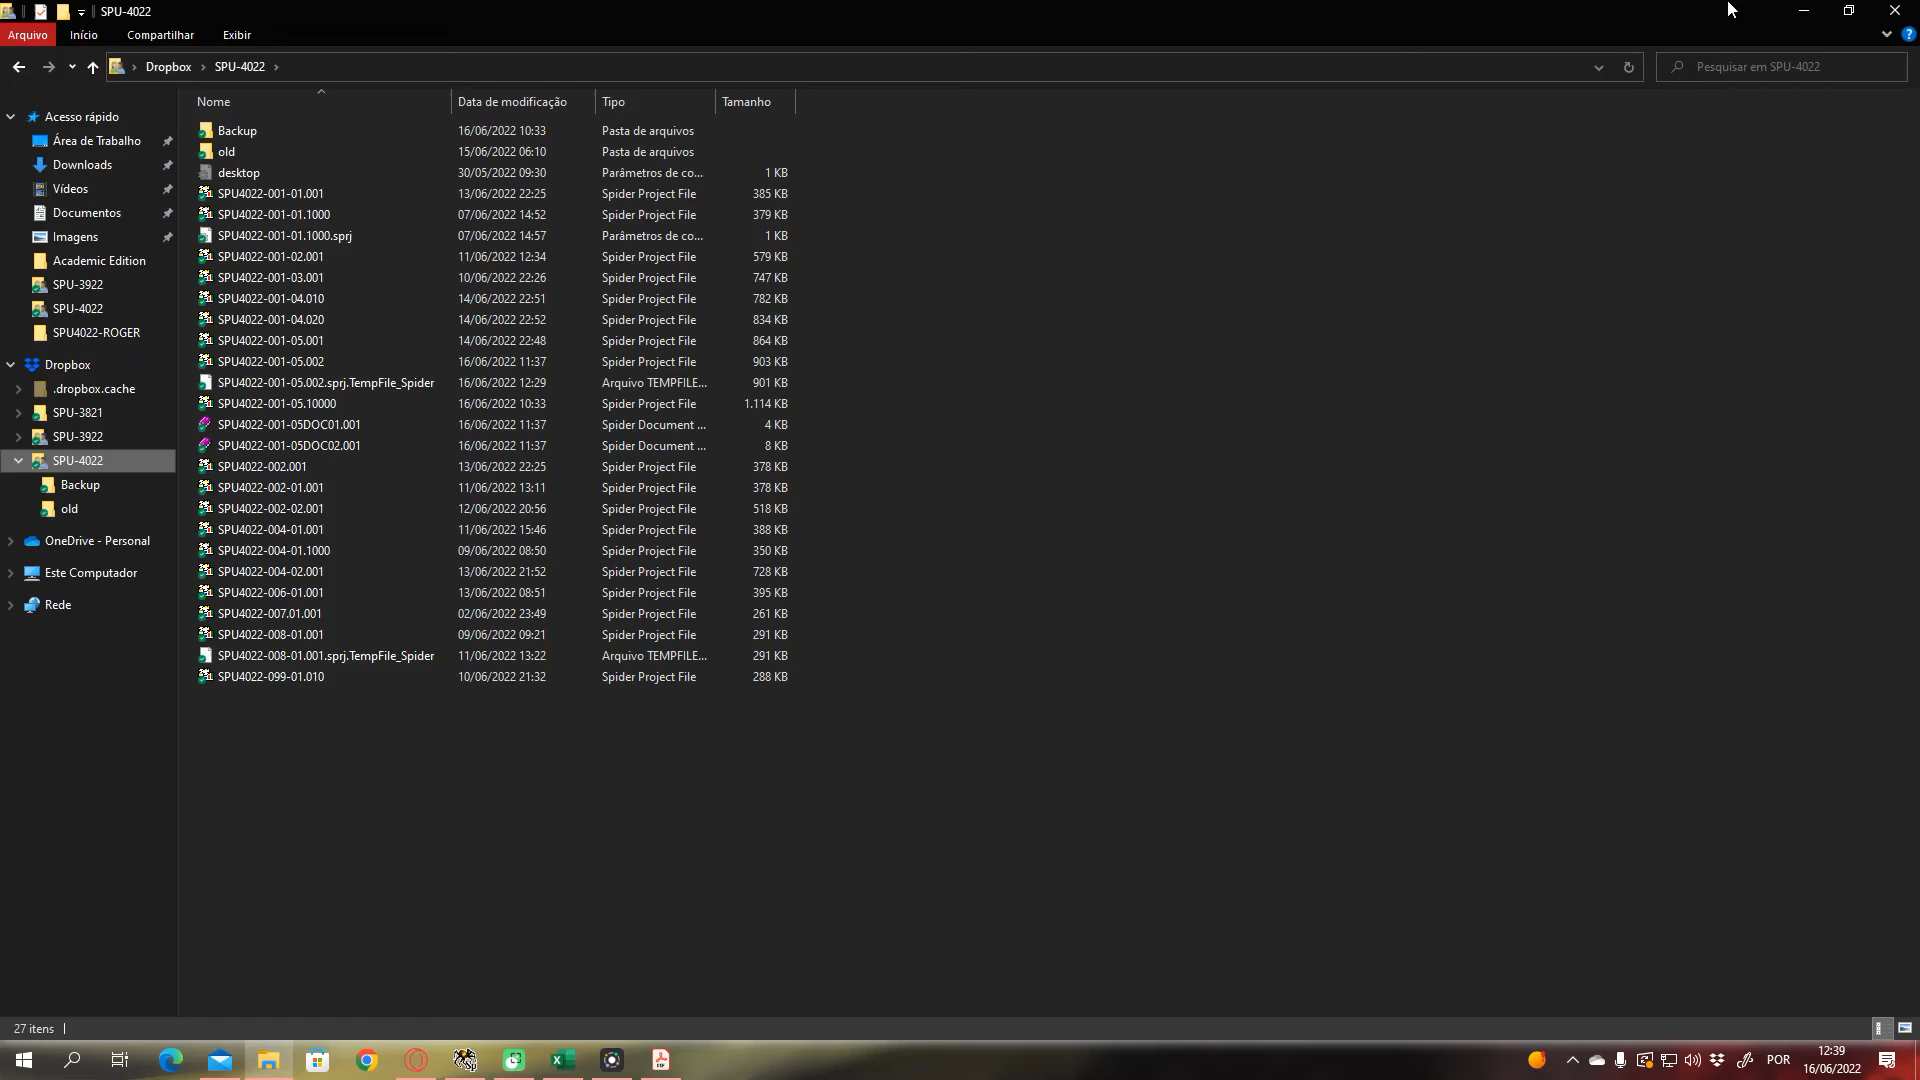 SPU-4022
Arquivo Início Compartilhar Exibir
Dropbox SPU-4022 Pesquisar em SPU-4022
Nome Data de modificação Tipo Tamanho
Acesso rápido
Área de Trabalho
Downloads
Vídeos
Documentos
Imagens
Academic Edition
SPU-3922
SPU-4022
SPU4022-ROGER
Dropbox
.dropbox.cache
SPU-3821
SPU-3922
SPU-4022
Backup
old
OneDrive - Personal
Este Computador
Rede
Backup 16/06/2022 10:33 Pasta de arquivos
old 15/06/2022 06:10 Pasta de arquivos
desktop 30/05/2022 09:30 Parâmetros de co... 1 KB
SPU4022-001-01.001 13/06/2022 22:25 Spider Project File 385 KB
SPU4022-001-01.1000 07/06/2022 14:52 Spider Project File 379 KB
SPU4022-001-01.1000.sprj 07/06/2022 14:57 Parâmetros de co... 1 KB
SPU4022-001-02.001 11/06/2022 12:34 Spider Project File 579 KB
SPU4022-001-03.001 10/06/2022 22:26 Spider Project File 747 KB
SPU4022-001-04.010 14/06/2022 22:51 Spider Project File 782 KB
SPU4022-001-04.020 14/06/2022 22:52 Spider Project File 834 KB
SPU4022-001-05.001 14/06/2022 22:48 Spider Project File 864 KB
SPU4022-001-05.002 16/06/2022 11:37 Spider Project File 903 KB
SPU4022-001-05.002.sprj.TempFile_Spider 16/06/2022 12:29 Arquivo TEMPFILE... 901 KB
SPU4022-001-05.10000 16/06/2022 10:33 Spider Project File 1.114 KB
SPU4022-001-05DOC01.001 16/06/2022 11:37 Spider Document ... 4 KB
SPU4022-001-05DOC02.001 16/06/2022 11:37 Spider Document ... 8 KB
SPU4022-002.001 13/06/2022 22:25 Spider Project File 378 KB
SPU4022-002-01.001 11/06/2022 13:11 Spider Project File 378 KB
SPU4022-002-02.001 12/06/2022 20:56 Spider Project File 518 KB
SPU4022-004-01.001 11/06/2022 15:46 Spider Project File 388 KB
SPU4022-004-01.1000 09/06/2022 08:50 Spider Project File 350 KB
SPU4022-004-02.001 13/06/2022 21:52 Spider Project File 728 KB
SPU4022-006-01.001 13/06/2022 08:51 Spider Project File 395 KB
SPU4022-007.01.001 02/06/2022 23:49 Spider Project File 261 KB
SPU4022-008-01.001 09/06/2022 09:21 Spider Project File 291 KB
SPU4022-008-01.001.sprj.TempFile_Spider 11/06/2022 13:22 Arquivo TEMPFILE... 291 KB
SPU4022-099-01.010 10/06/2022 21:32 Spider Project File 288 KB
27 itens
POR
12:39
16/06/2022